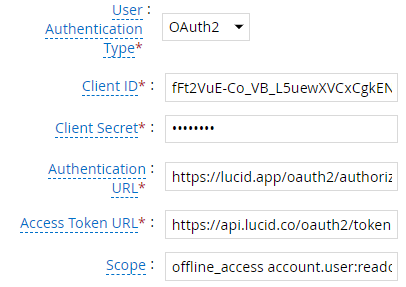 User :
Authentication
Type*
OAuth2
Client ID* :
fFt2VuE-Co_VB_L5uewXVCxCgkEN
Client Secret* :
••••••••
Authentication :
URL*
https://lucid.app/oauth2/authoriz
Access Token URL* :
https://api.lucid.co/oauth2/token
Scope :
offline_access account.user:reado